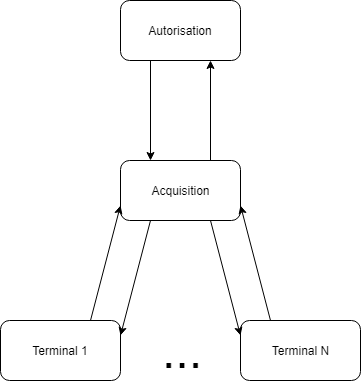 Autorisation
Acquisition
Terminal 1
...
Terminal N